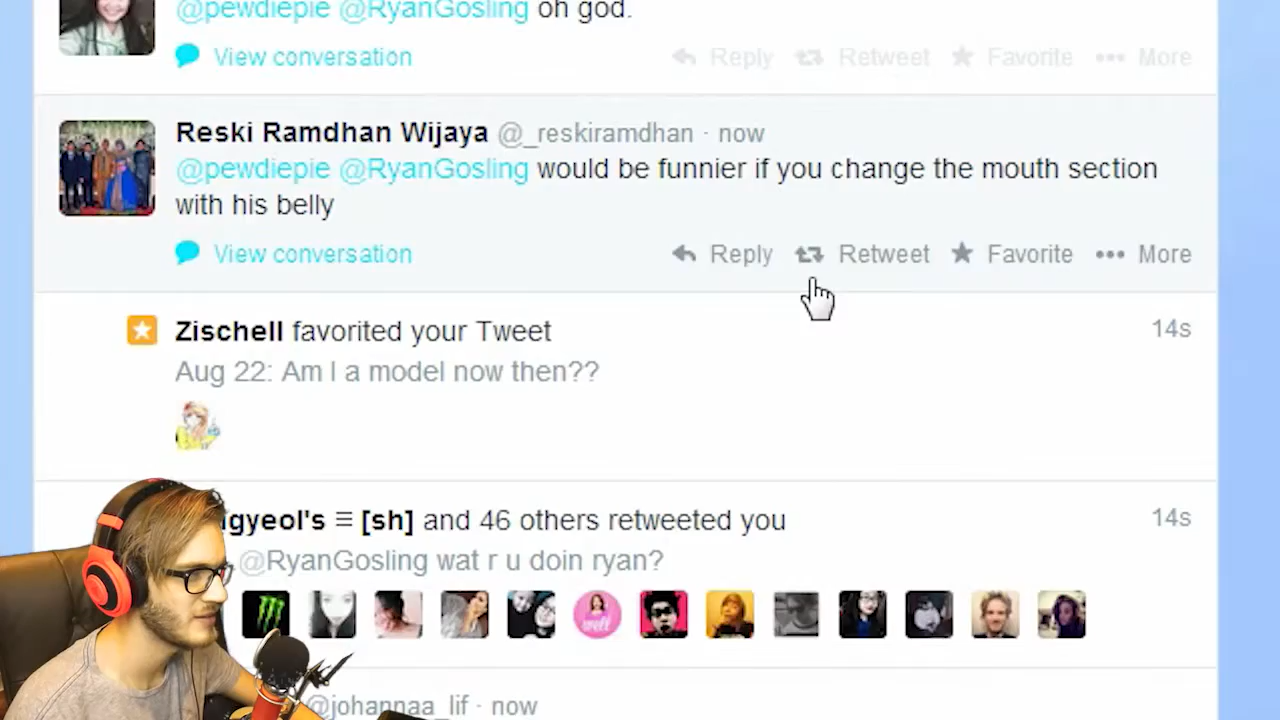 @pewdiepie @RyanGosling oh god.
View conversation Reply Retweet Favorite More
Reski Ramdhan Wijaya @_reskiramdhan · now
@pewdiepie @RyanGosling would be funnier if you change the mouth section
with his belly
View conversation Reply Retweet Favorite More
Zischell favorited your Tweet 14s
Aug 22: Am I a model now then??
gyeol's ☰ [sh] and 46 others retweeted you 14s
@RyanGosling wat r u doin ryan?
@johannaa_lif · now